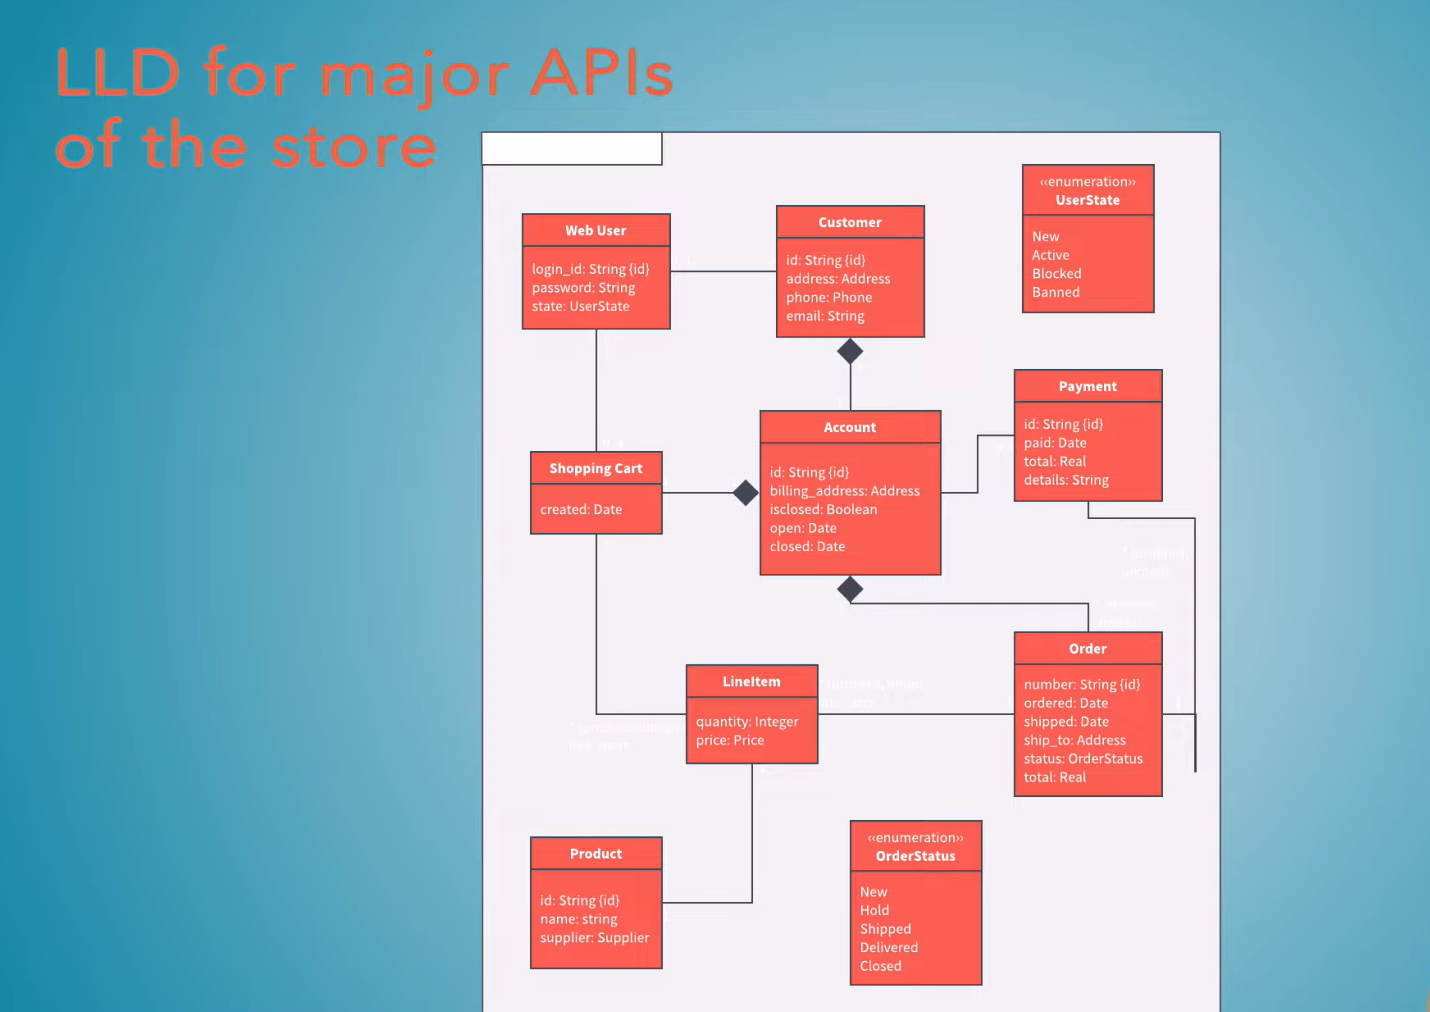 LLD for major APIs
of the store
Web User
login_id: String {id}
password: String
state: UserState
Customer
id: String {id}
address: Address
phone: Phone
email: String
‹‹enumeration››
UserState
New
Active
Blocked
Banned
Shopping Cart
created: Date
Account
id: String {id}
billing_address: Address
isclosed: Boolean
open: Date
closed: Date
Payment
id: String {id}
paid: Date
total: Real
details: String
LineItem
quantity: Integer
price: Price
Order
number: String {id}
ordered: Date
shipped: Date
ship_to: Address
status: OrderStatus
total: Real
Product
id: String {id}
name: string
supplier: Supplier
‹‹enumeration››
OrderStatus
New
Hold
Shipped
Delivered
Closed